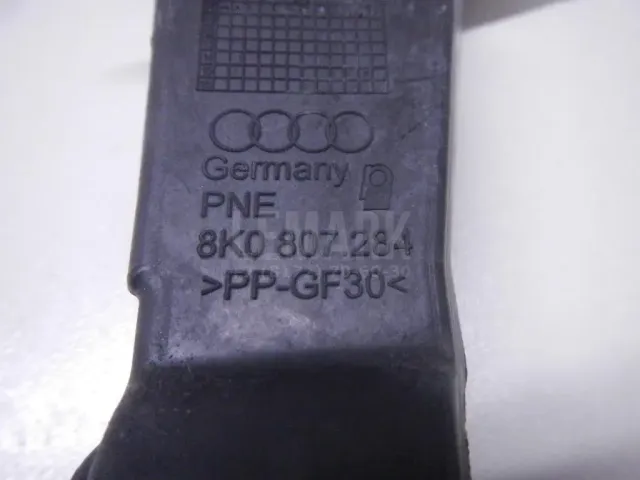 Germany
PNE
8K0 807.284
>PP-GF30<